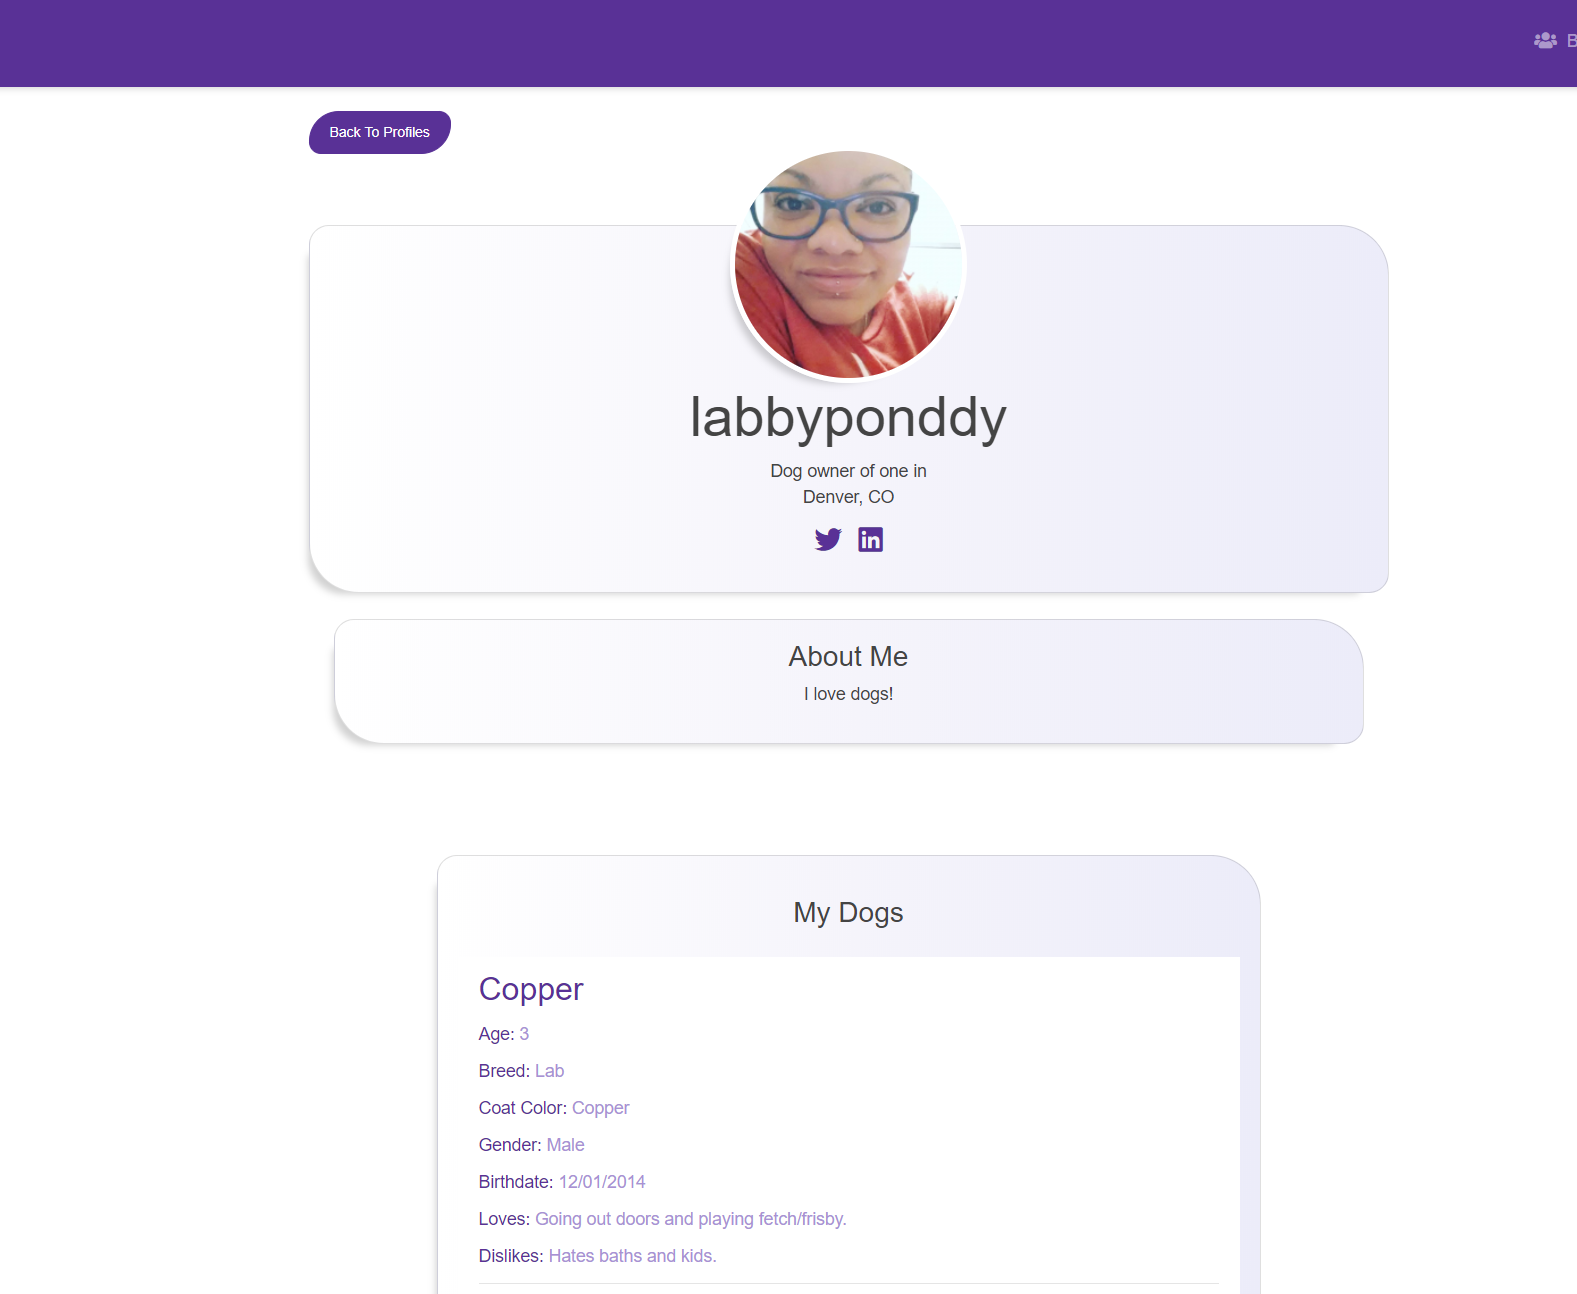 B
Back To Profiles
labbyponddy
Dog owner of one in
Denver, CO
in
About Me
I love dogs!
My Dogs
Copper
Age: 3
Breed: Lab
Coat Color: Copper
Gender: Male
Birthdate: 12/01/2014
Loves: Going out doors and playing fetch/frisby.
Dislikes: Hates baths and kids.